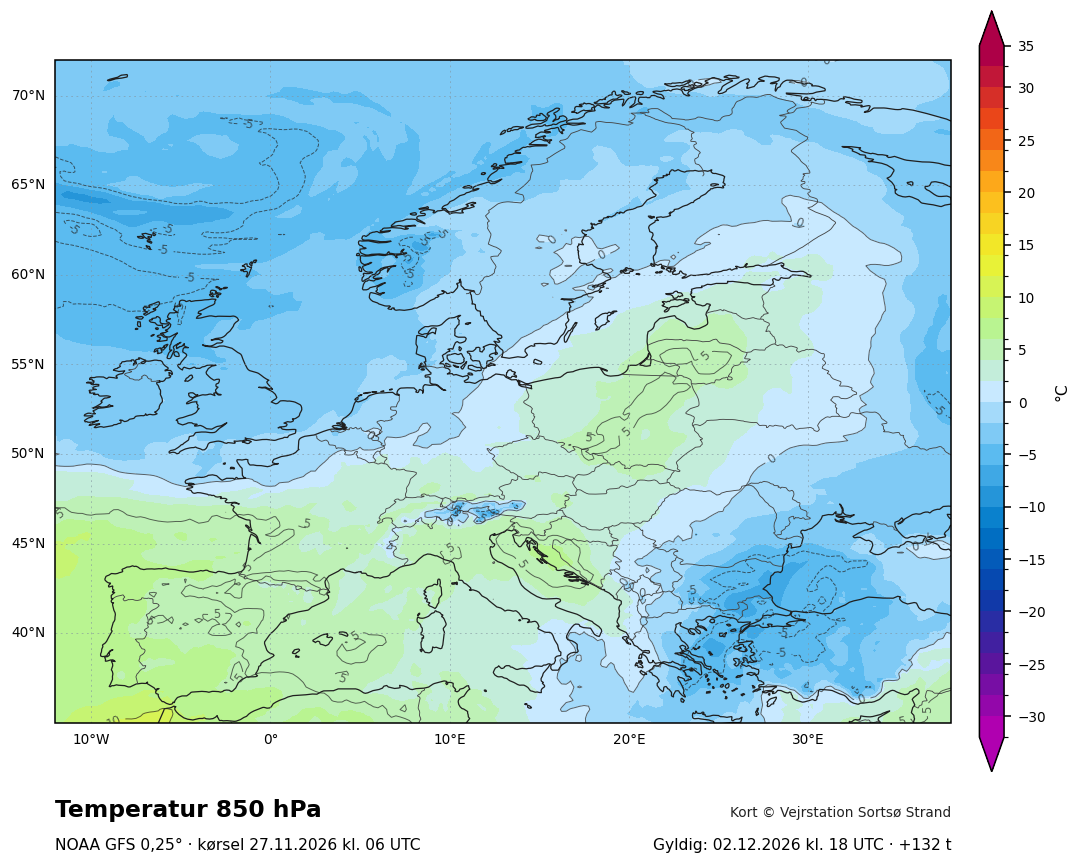 70°N
65°N
60°N
55°N
50°N
45°N
40°N
10°W
0°
10°E
20°E
30°E
35
30
25
20
15
10
5
0
−5
−10
−15
−20
−25
−30
°C
Temperatur 850 hPa
Kort © Vejrstation Sortsø Strand
NOAA GFS 0,25° · kørsel 27.11.2026 kl. 06 UTC
Gyldig: 02.12.2026 kl. 18 UTC · +132 t